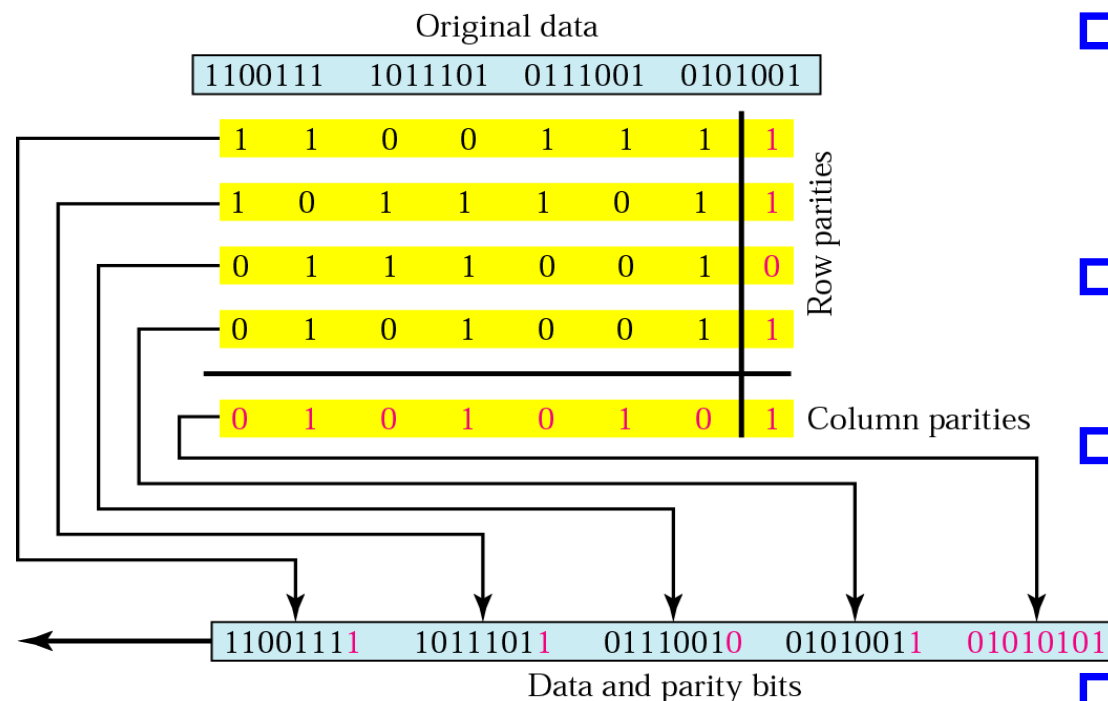 Original data
1100111 1011101 0111001 0101001
1 1 0 0 1 1 1 1
1 0 1 1 1 0 1 1
0 1 1 1 0 0 1 0
0 1 0 1 0 0 1 1
Row parities
0 1 0 1 0 1 0 1 Column parities
11001111 10111011 01110010 01010011 01010101
Data and parity bits